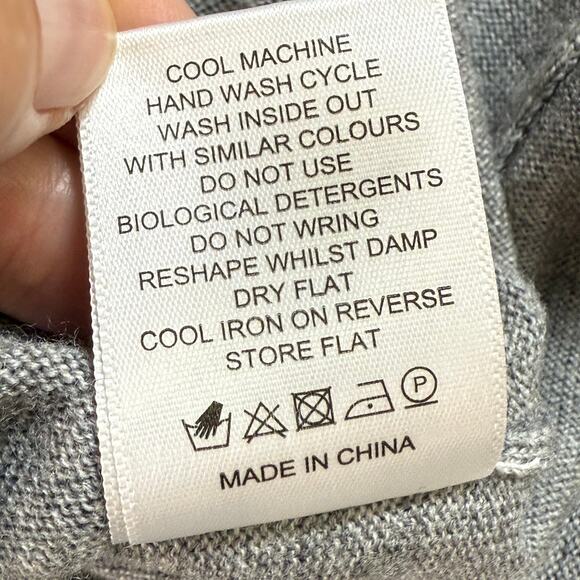 COOL MACHINE
HAND WASH CYCLE
WASH INSIDE OUT
WITH SIMILAR COLOURS
DO NOT USE
BIOLOGICAL DETERGENTS
DO NOT WRING
RESHAPE WHILST DAMP
DRY FLAT
COOL IRON ON REVERSE
STORE FLAT
P
MADE IN CHINA